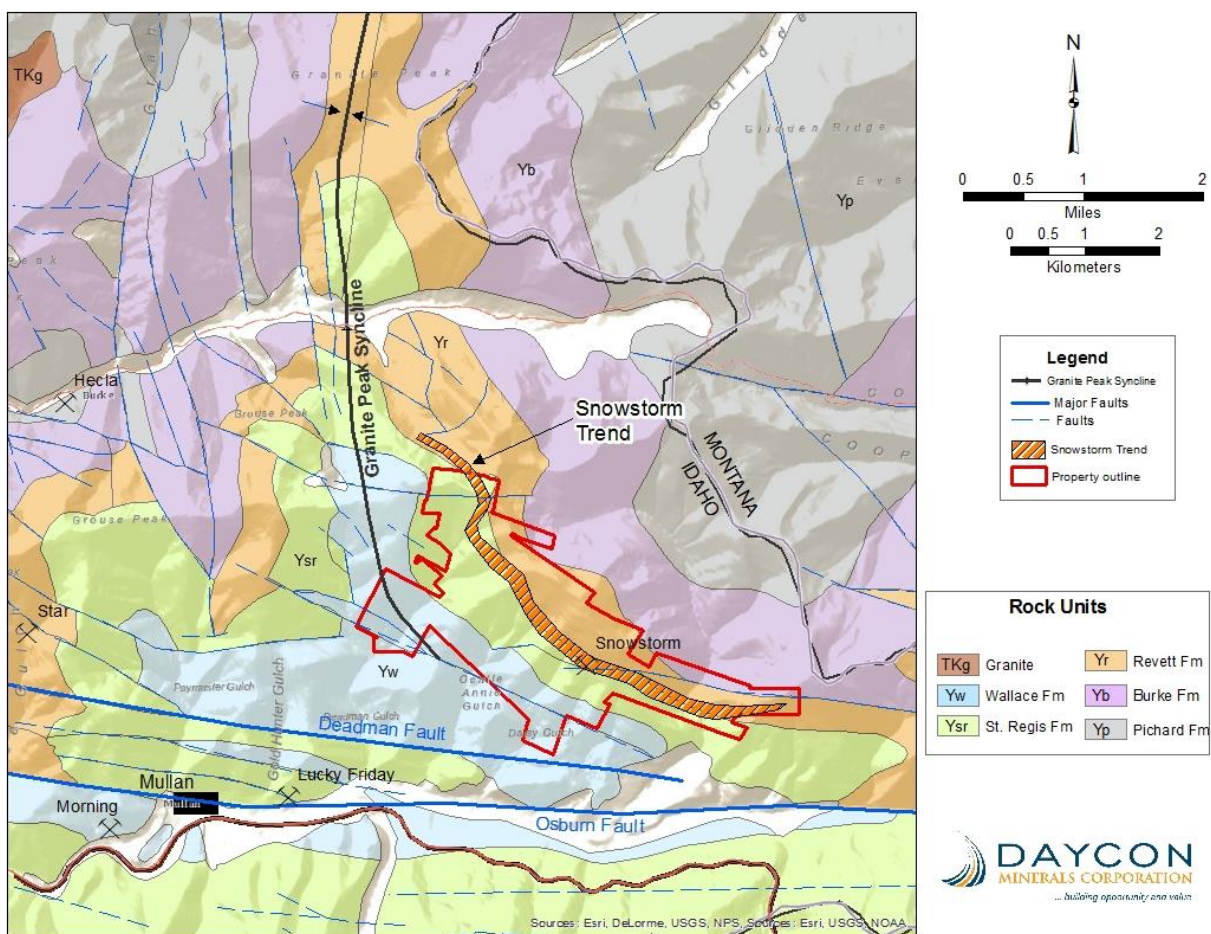 TKg
Granite Peak
Glidden Ridge
Yb
Yp
N
0 0.5 1 2
Miles
0 0.5 1 2
Kilometers
Granite Peak Syncline
Yr
Hecla
Burke
Grouse Peak
Snowstorm
Trend
MONTANA
IDAHO
Legend
Granite Peak Syncline
Major Faults
Faults
Snowstorm Trend
Property outline
Grouse Peak
Ysr
Star
Gulch
Snowstorm
Yw
Paymaster Gulch
Gold Hunter Gulch
Deadman Gulch
Gentle
Annie
Gulch
Daisy Gulch
Deadman Fault
Mullan
Mullan
Lucky Friday
Morning
Osburn Fault
Rock Units
TKg Granite
Yr Revett Fm
Yw Wallace Fm
Yb Burke Fm
Ysr St. Regis Fm
Yp Pichard Fm
DAYCON
MINERALS CORPORATION
... building opportunity and value
Sources: Esri, DeLorme, USGS, NPS, Sources: Esri, USGS, NOAA